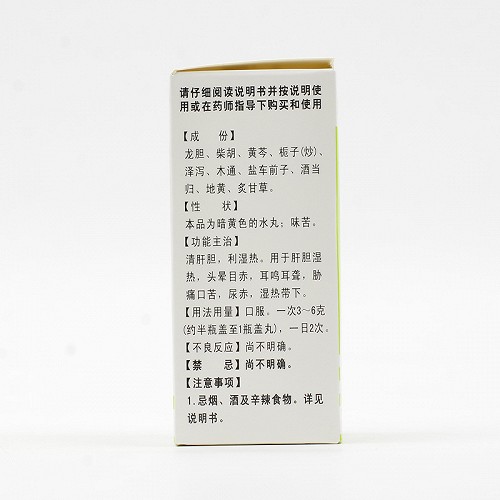 请仔细阅读说明书并按说明使
用或在药师指导下购买和使用
【成　份】
龙胆、柴胡、黄芩、栀子(炒)、
泽泻、木通、盐车前子、酒当
归、地黄、炙甘草。
【性　状】
本品为暗黄色的水丸；味苦。
【功能主治】
清肝胆，利湿热。用于肝胆湿
热，头晕目赤，耳鸣耳聋，胁
痛口苦，尿赤，湿热带下。
【用法用量】口服。一次3～6克
(约半瓶盖至1瓶盖丸)，一日2次。
【不良反应】尚不明确。
【禁　忌】尚不明确。
【注意事项】
1.忌烟、酒及辛辣食物。详见
说明书。